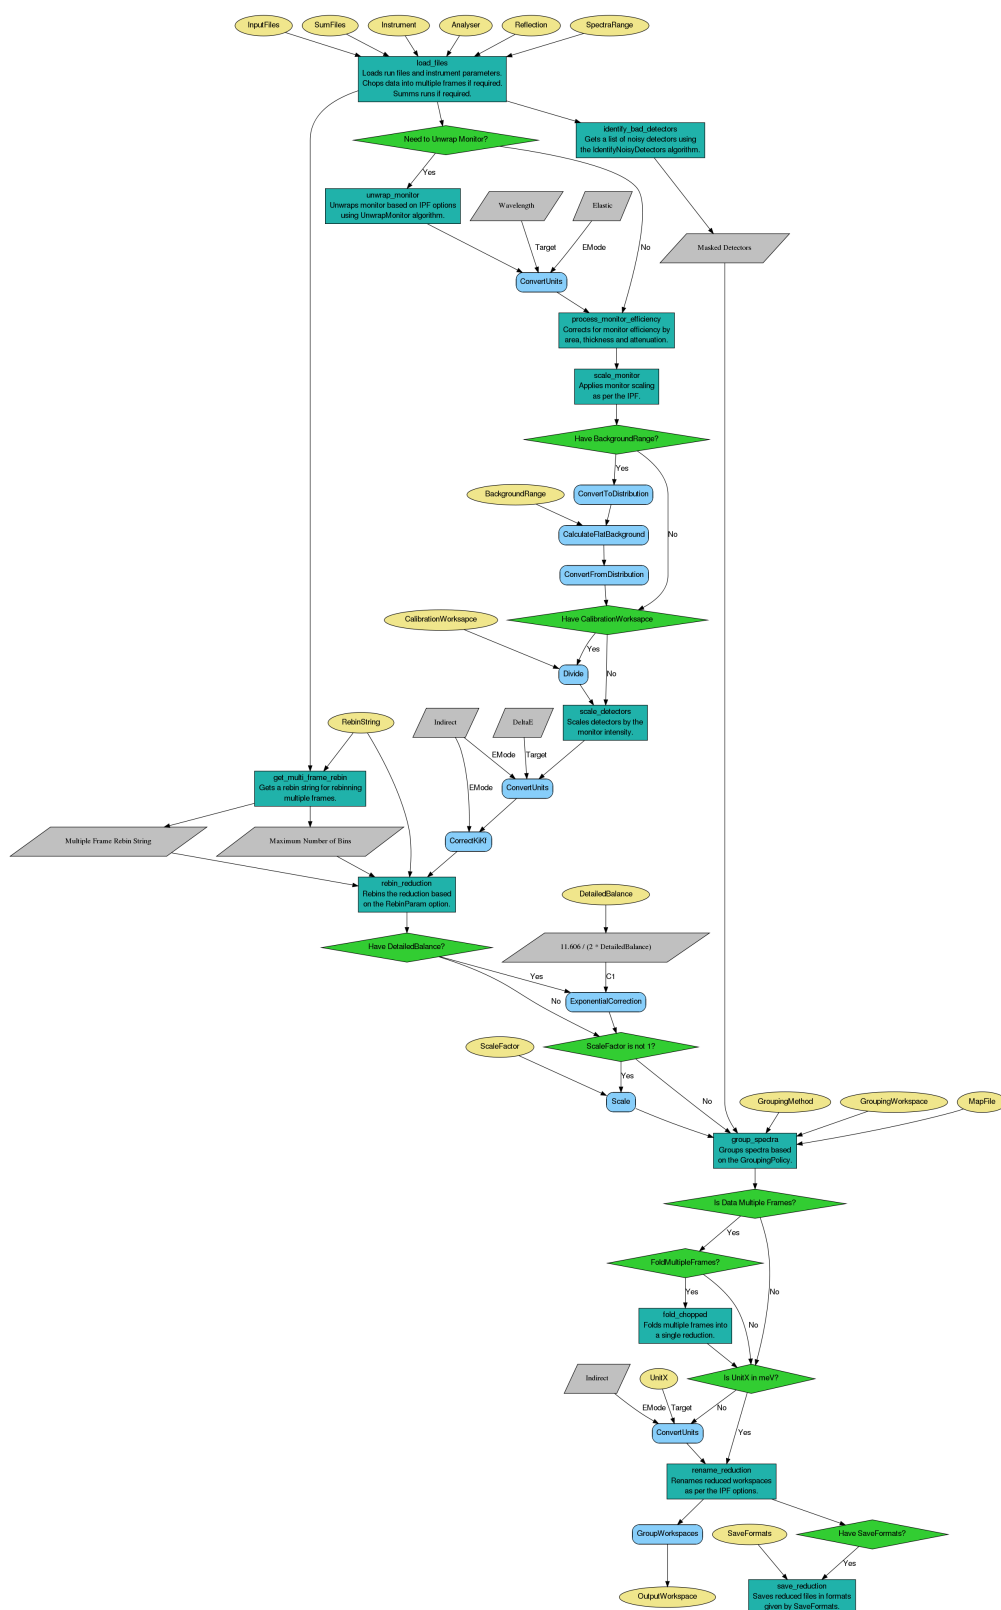 InputFiles
SumFiles
Instrument
Analyser
Reflection
SpectraRange
load_files
Loads run files and instrument parameters.
Chops data into multiple frames if required.
Summs runs if required.
Need to Unwrap Monitor?
identify_bad_detectors
Gets a list of noisy detectors using
the IdentifyNoisyDetectors algorithm.
Yes
unwrap_monitor
Unwraps monitor based on IPF options
using UnwrapMonitor algorithm.
Wavelength
Elastic
Target
EMode
No
Masked Detectors
ConvertUnits
process_monitor_efficiency
Corrects for monitor efficiency by
area, thickness and attenuation.
scale_monitor
Applies monitor scaling
as per the IPF.
Have BackgroundRange?
Yes
BackgroundRange
ConvertToDistribution
CalculateFlatBackground
No
ConvertFromDistribution
CalibrationWorksapce
Have CalibrationWorksapce
Yes
Divide
No
RebinString
Indirect
DeltaE
scale_detectors
Scales detectors by the
monitor intensity.
EMode
Target
get_multi_frame_rebin
Gets a rebin string for rebinning
multiple frames.
EMode
ConvertUnits
Multiple Frame Rebin String
Maximum Number of Bins
CorrectKiKf
rebin_reduction
Rebins the reduction based
on the RebinParam option.
DetailedBalance
Have DetailedBalance?
11.606 / (2 * DetailedBalance)
Yes
C1
No
ExponentialCorrection
ScaleFactor
ScaleFactor is not 1?
Yes
No
Scale
GroupingMethod
GroupingWorkspace
MapFile
group_spectra
Groups spectra based
on the GroupingPolicy.
Is Data Multiple Frames?
Yes
FoldMultipleFrames?
Yes
No
fold_chopped
Folds multiple frames into
a single reduction.
No
Indirect
UnitX
Is UnitX in meV?
EMode
Target
No
ConvertUnits
Yes
rename_reduction
Renames reduced workspaces
as per the IPF options.
GroupWorkspaces
SaveFormats
Have SaveFormats?
Yes
OutputWorkspace
save_reduction
Saves reduced files in formats
given by SaveFormats.